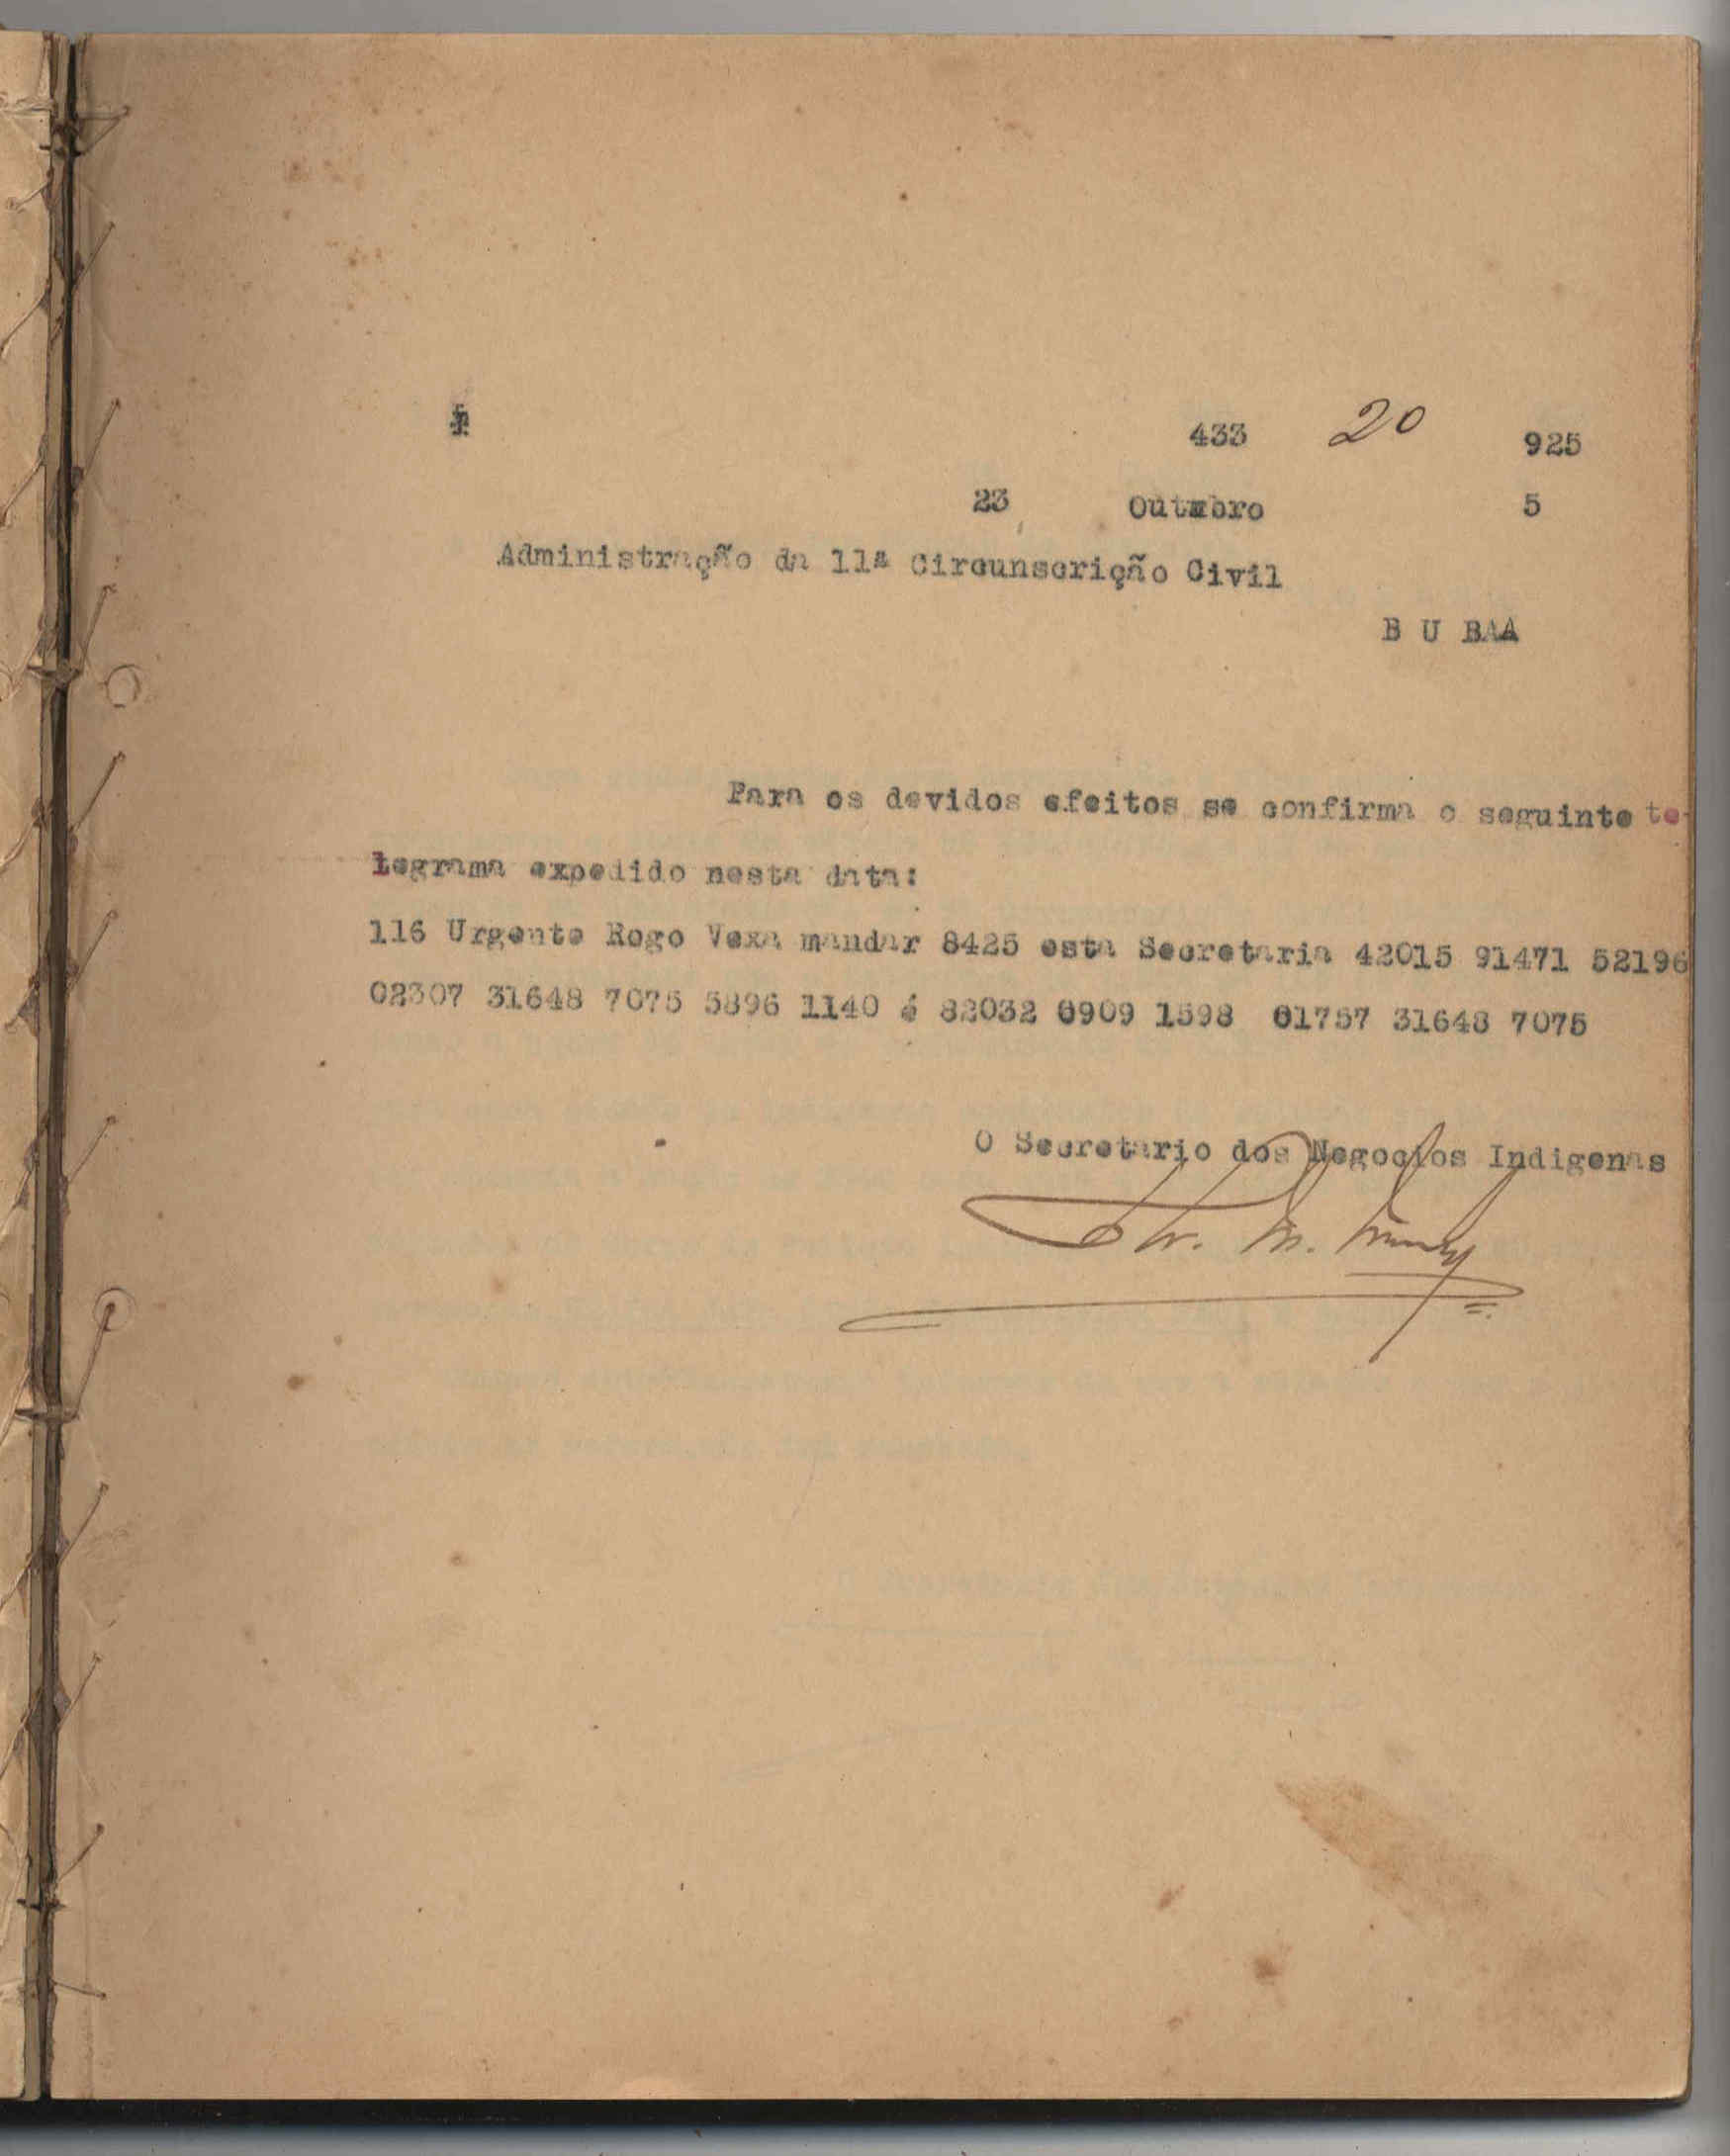 433 20 925
23 Outubro 5
Administração da 11ª Circunscrição Civil
B U BAA
Para os devidos efeitos se confirma o seguinte te-
legrama expedido nesta data:
116 Urgente Rogo Vexa mandar 8425 esta Secretaria 42015 91471 52196
02307 31648 7075 5896 1140 é 82032 0909 1598 01757 31648 7075
O Secretario dos Negocios Indigenas